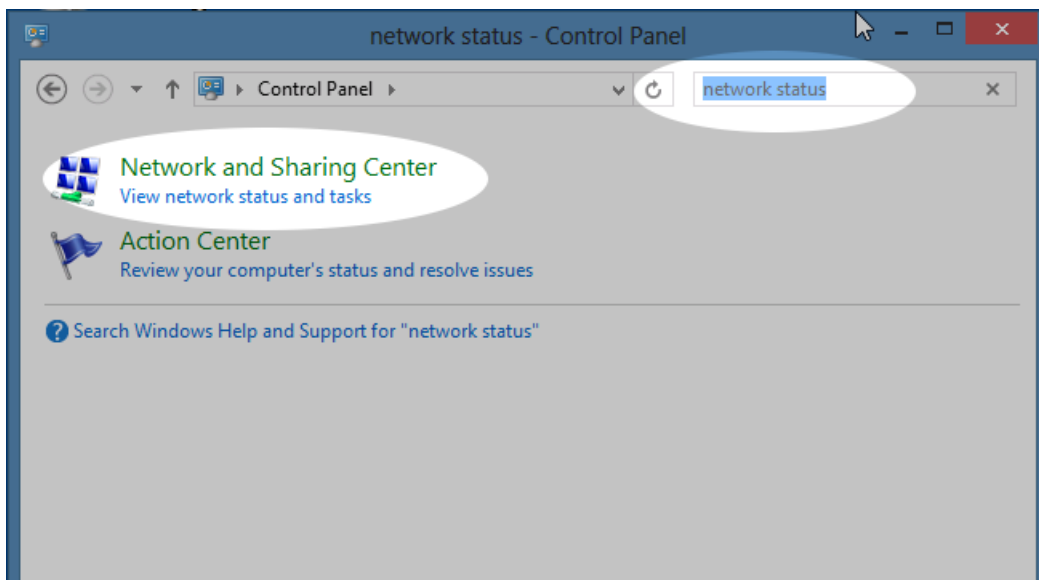 network status - Control Panel
Control Panel
network status
Network and Sharing Center
View network status and tasks
Action Center
Review your computer's status and resolve issues
Search Windows Help and Support for "network status"